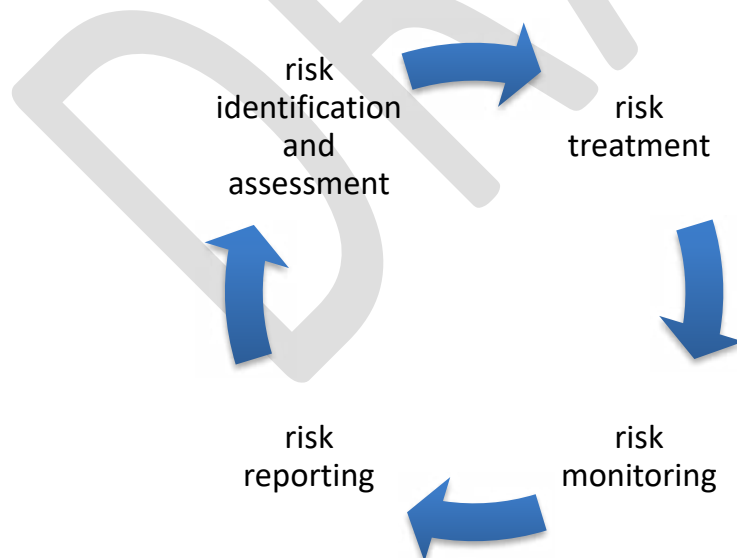 risk
identification
and
assessment
risk
treatment
risk
monitoring
risk
reporting